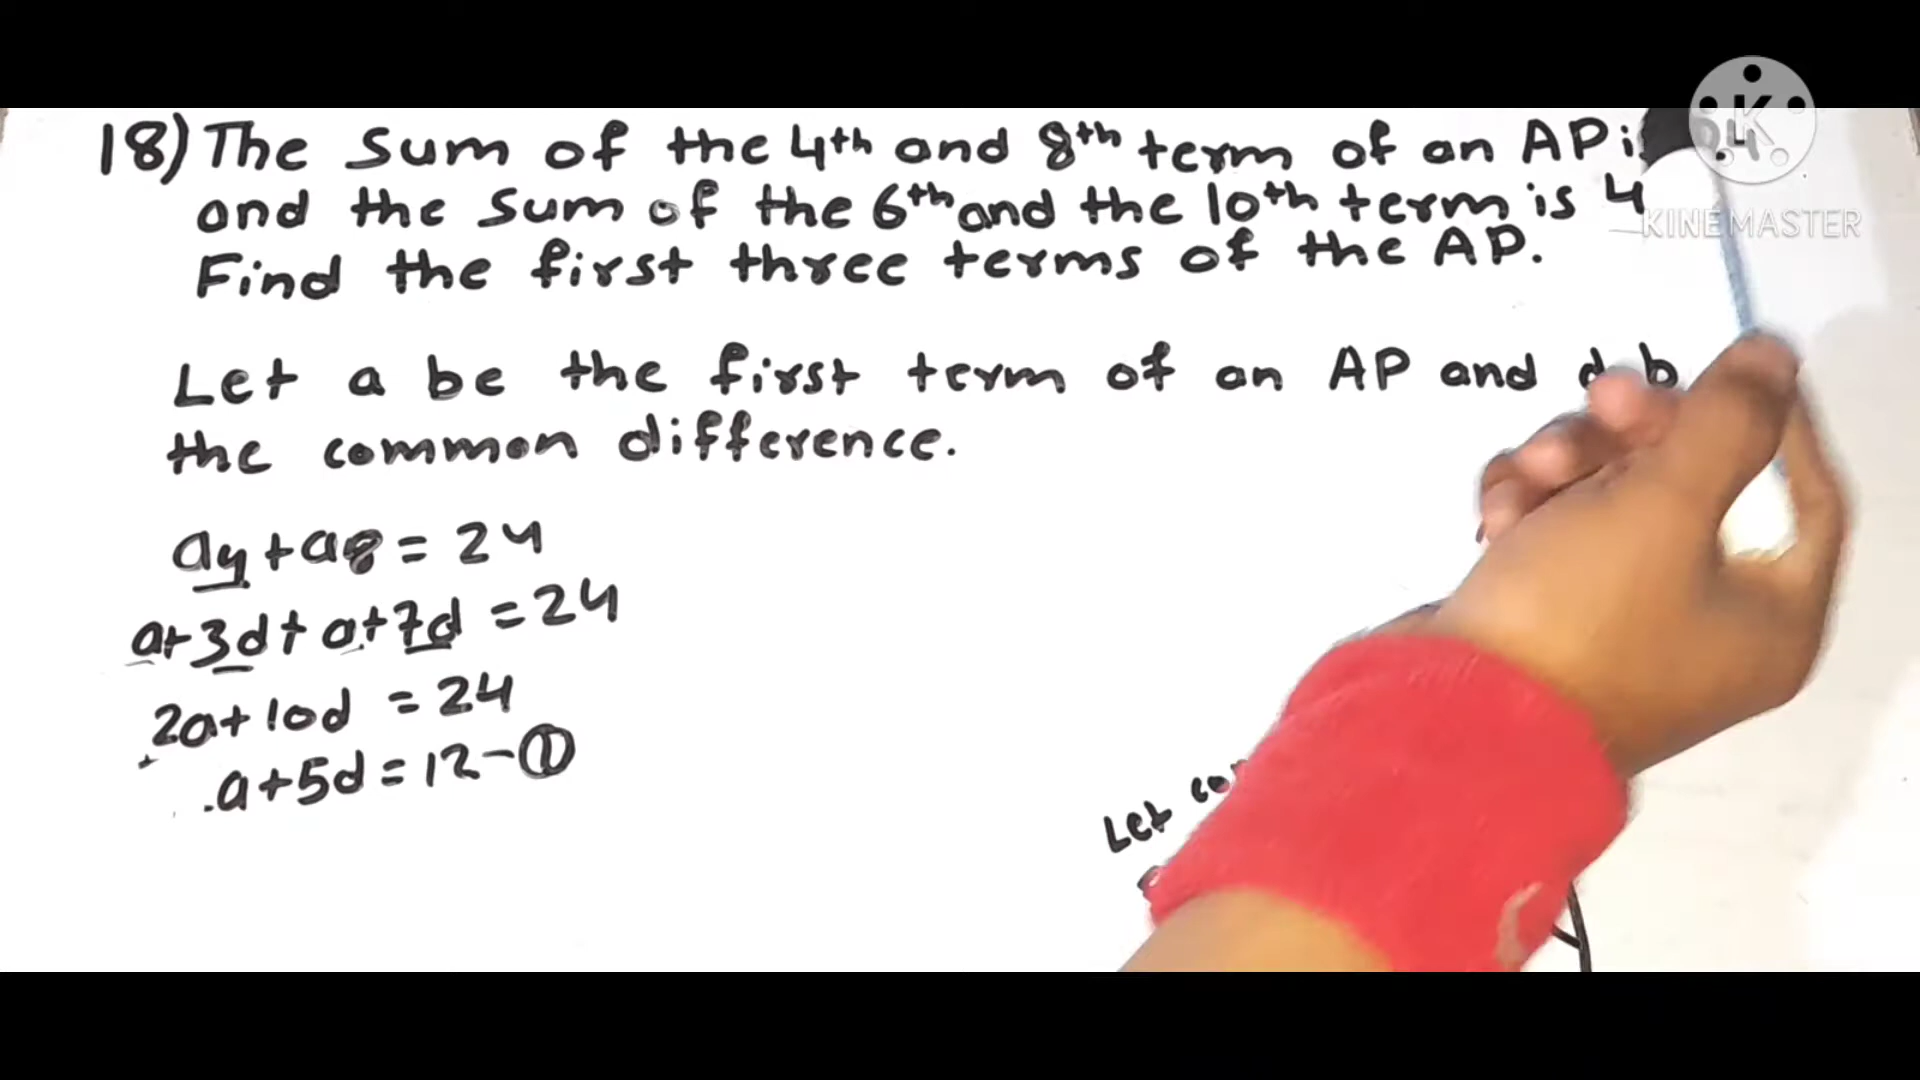 18) The sum of the 4th and 8th term of an AP i
and the sum of the 6th and the 10th term is 4
Find the first three terms of the AP.
Let a be the first term of an AP and d b
the common difference.
a4+a8=24
a+3d+a+7d=24
2a+10d=24
a+5d=12-①
Let
K
KINEMASTER